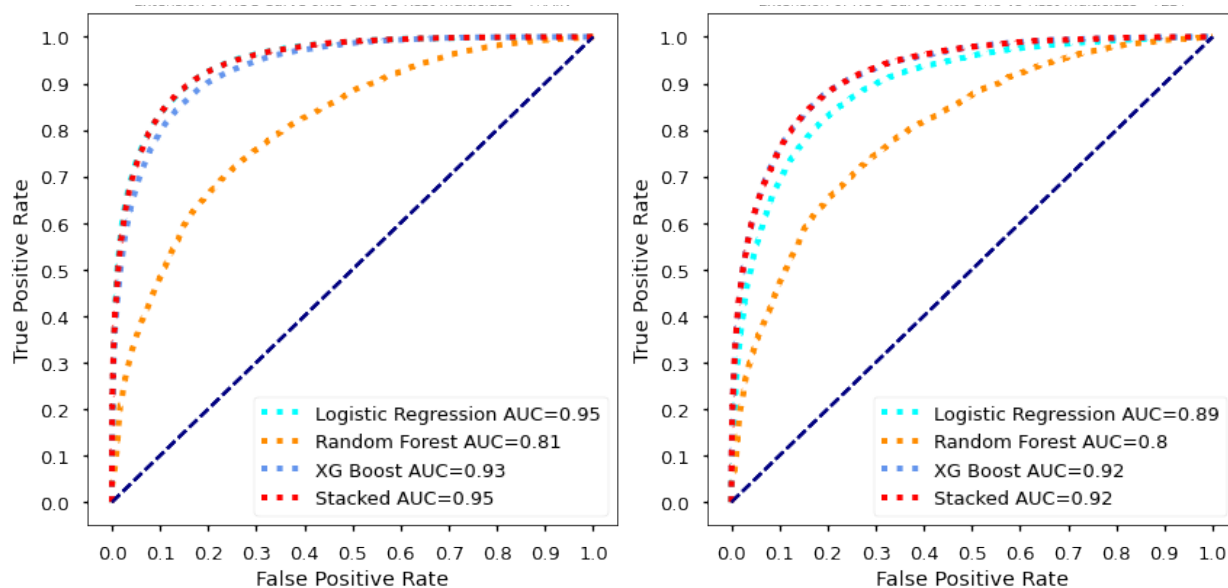 1.0
0.9
0.8
0.7
0.6
0.5
0.4
0.3
0.2
0.1
0.0
True Positive Rate
Logistic Regression AUC=0.95
Random Forest AUC=0.81
XG Boost AUC=0.93
Stacked AUC=0.95
0.0 0.1 0.2 0.3 0.4 0.5 0.6 0.7 0.8 0.9 1.0
False Positive Rate
1.0
0.9
0.8
0.7
0.6
0.5
0.4
0.3
0.2
0.1
0.0
True Positive Rate
Logistic Regression AUC=0.89
Random Forest AUC=0.8
XG Boost AUC=0.92
Stacked AUC=0.92
0.0 0.1 0.2 0.3 0.4 0.5 0.6 0.7 0.8 0.9 1.0
False Positive Rate